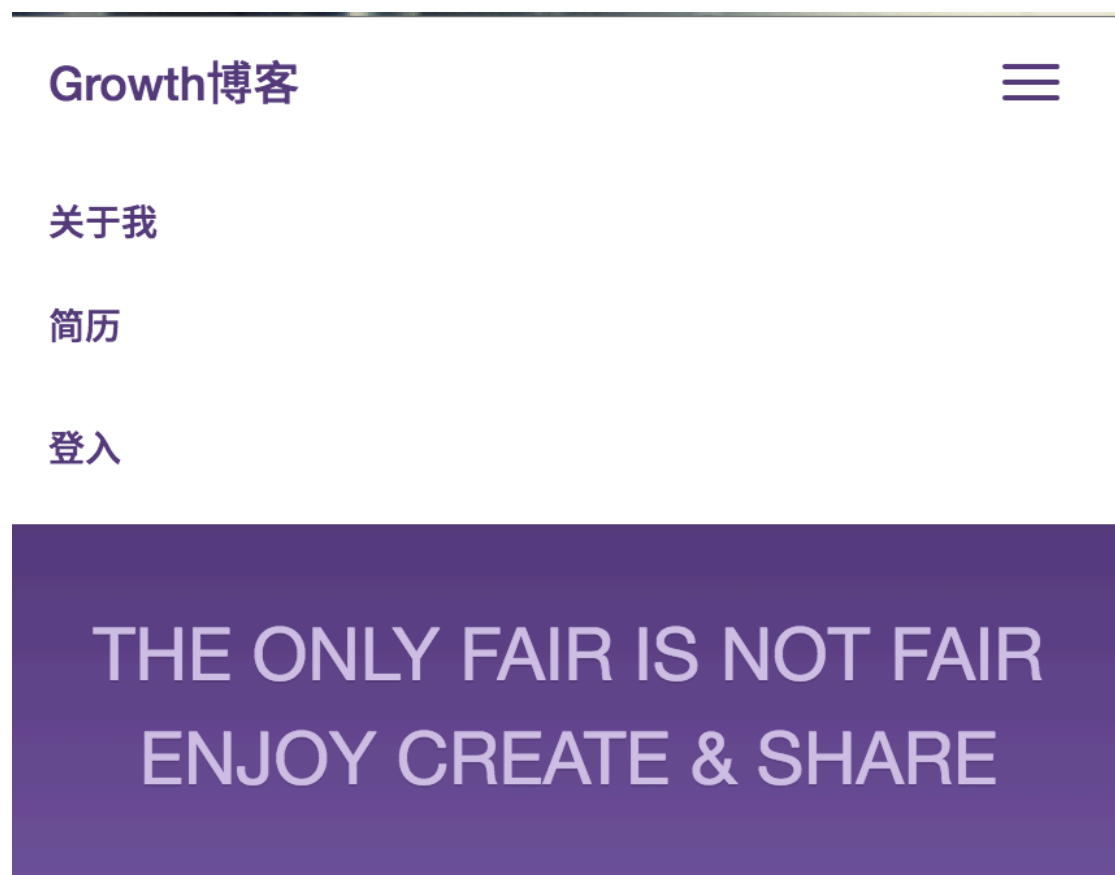 Growth博客
关于我
简历
登入
THE ONLY FAIR IS NOT FAIR
ENJOY CREATE & SHARE